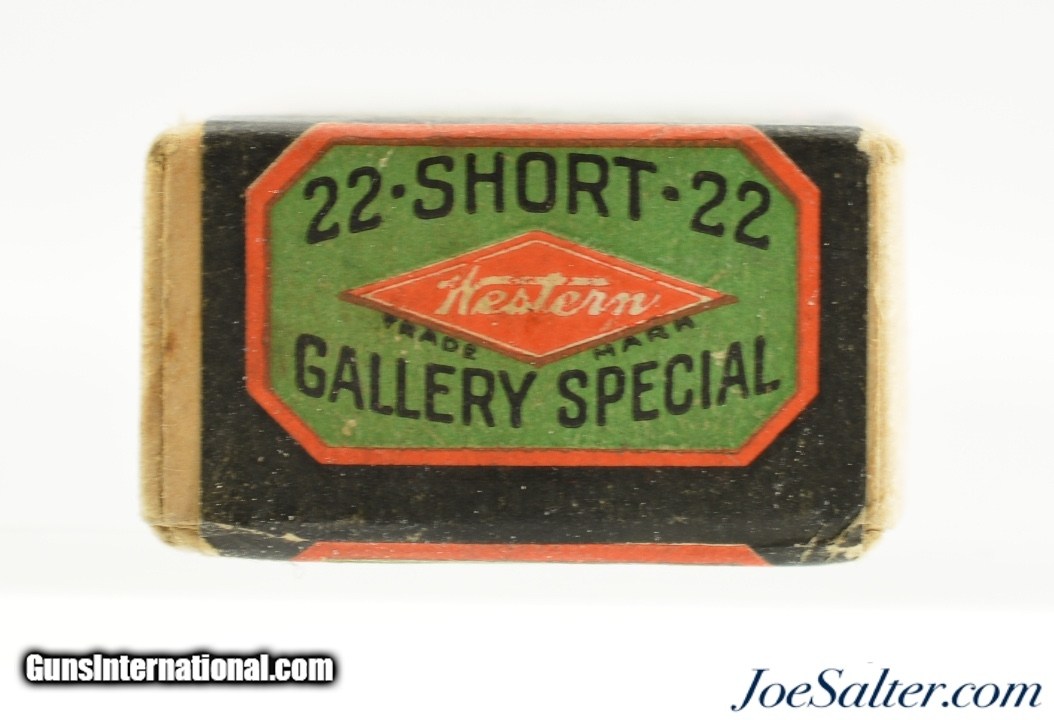 22·SHORT·22
Western
TRADE MARK
GALLERY SPECIAL
GunsInternational.com
JoeSalter.com